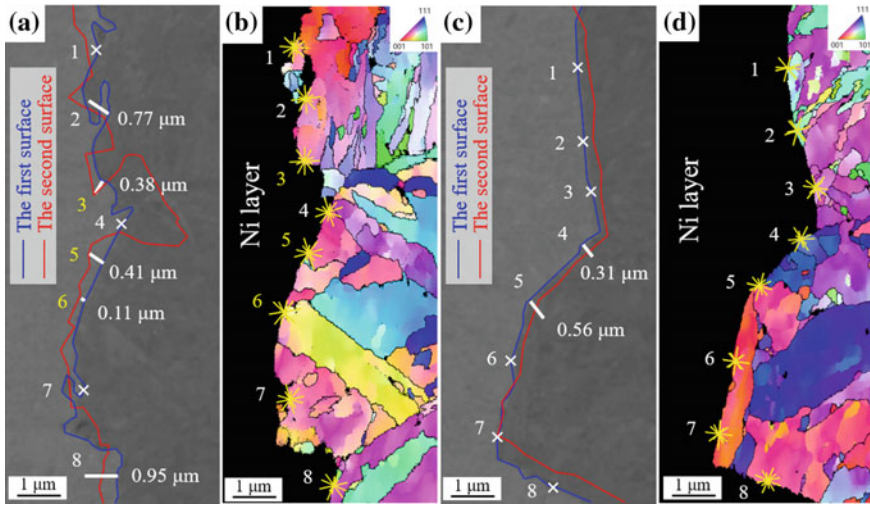 (a)
The first surface
The second surface
1
2
0.77 μm
3
0.38 μm
4
5
0.41 μm
6
0.11 μm
7
8
0.95 μm
1 μm
(b)
111
001 101
Ni layer
1
2
3
4
5
6
7
8
1 μm
(c)
The first surface
The second surface
1
2
3
4
0.31 μm
5
0.56 μm
6
7
8
1 μm
(d)
111
001 101
Ni layer
1
2
3
4
5
6
7
8
1 μm